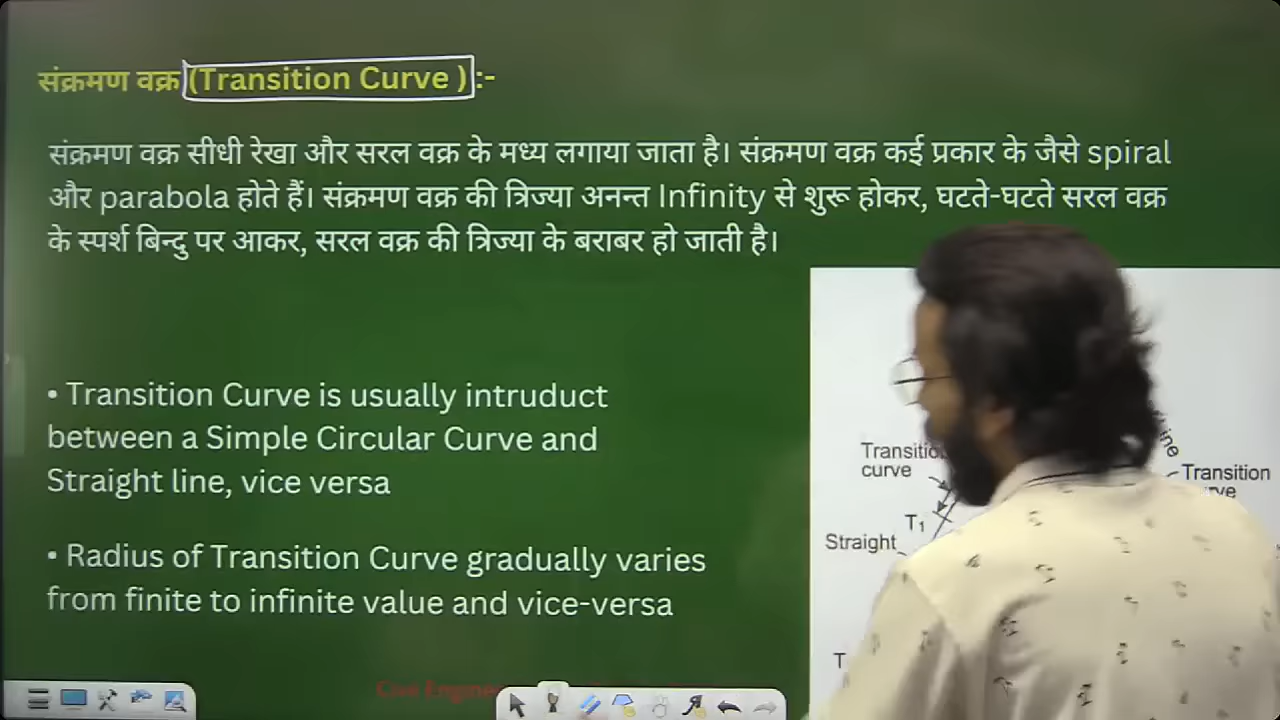 संक्रमण वक्र (Transition Curve ) :-
संक्रमण वक्र सीधी रेखा और सरल वक्र के मध्य लगाया जाता है। संक्रमण वक्र कई प्रकार के जैसे spiral
और parabola होते हैं। संक्रमण वक्र की त्रिज्या अनन्त Infinity से शुरू होकर, घटते-घटते सरल वक्र
के स्पर्श बिन्दु पर आकर, सरल वक्र की त्रिज्या के बराबर हो जाती है।
• Transition Curve is usually intruduct
between a Simple Circular Curve and
Straight line, vice versa
• Radius of Transition Curve gradually varies
from finite to infinite value and vice-versa
curve
T₁
Straight
Transition
T
Civil